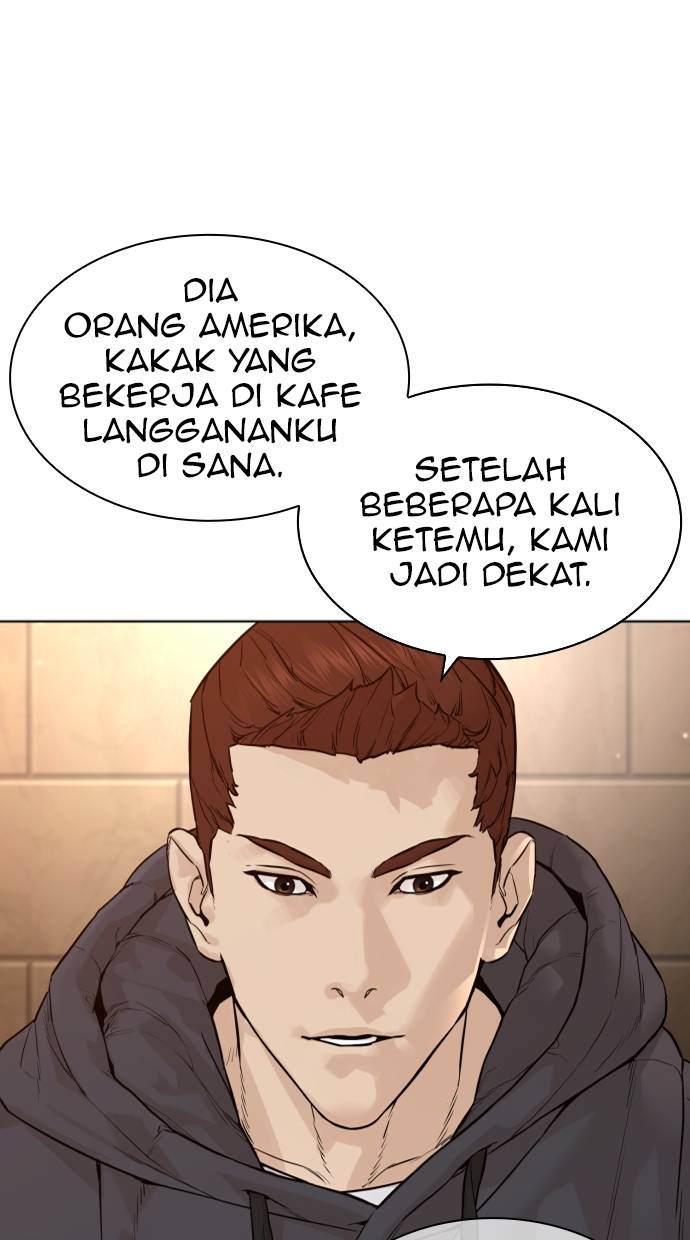 DIA
ORANG AMERIKA,
KAKAK YANG
BEKERJA DI KAFE
LANGGANANKU
DI SANA.
SETELAH
BEBERAPA KALI
KETEMU, KAMI
JADI DEKAT.